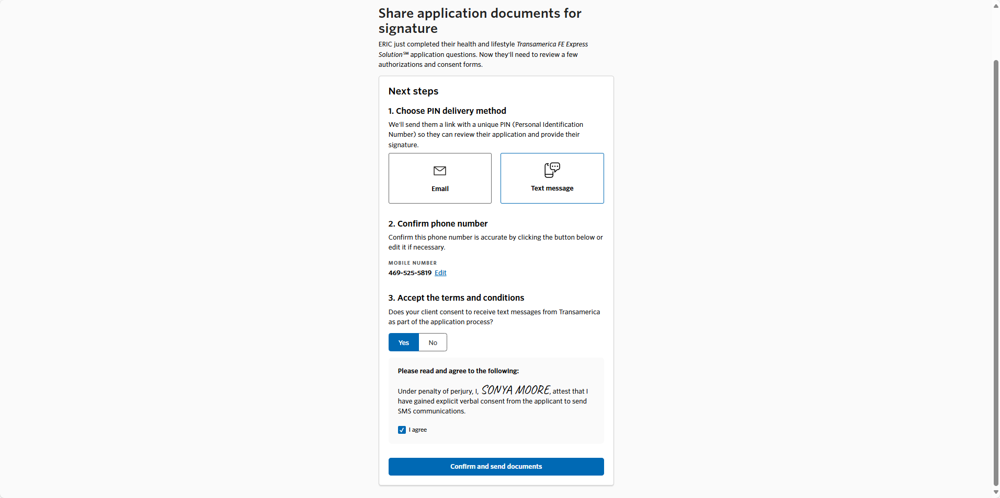 Share application documents for
signature
ERIC just completed their health and lifestyle Transamerica FE Express
Solution℠ application questions. Now they'll need to review a few
authorizations and consent forms.
Next steps
1. Choose PIN delivery method
We'll send them a link with a unique PIN (Personal Identification
Number) so they can review their application and provide their
signature.
Email
Text message
2. Confirm phone number
Confirm this phone number is accurate by clicking the button below or
edit it if necessary.
MOBILE NUMBER
469-525-5819 Edit
3. Accept the terms and conditions
Does your client consent to receive text messages from Transamerica
as part of the application process?
Yes No
Please read and agree to the following:
Under penalty of perjury, I, SONYA MOORE, attest that I
have gained explicit verbal consent from the applicant to send
SMS communications.
I agree
Confirm and send documents